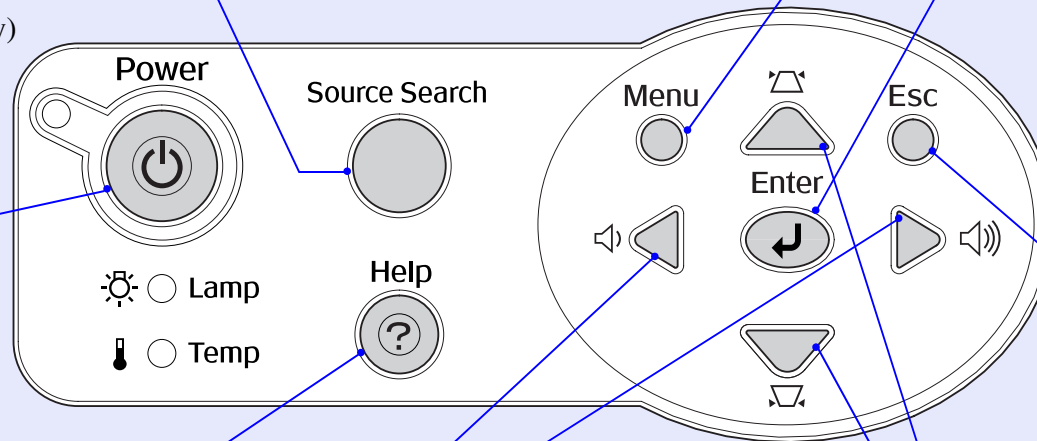 y)
Power
Source Search
Menu
Esc
Enter
Help
?
Lamp
Temp